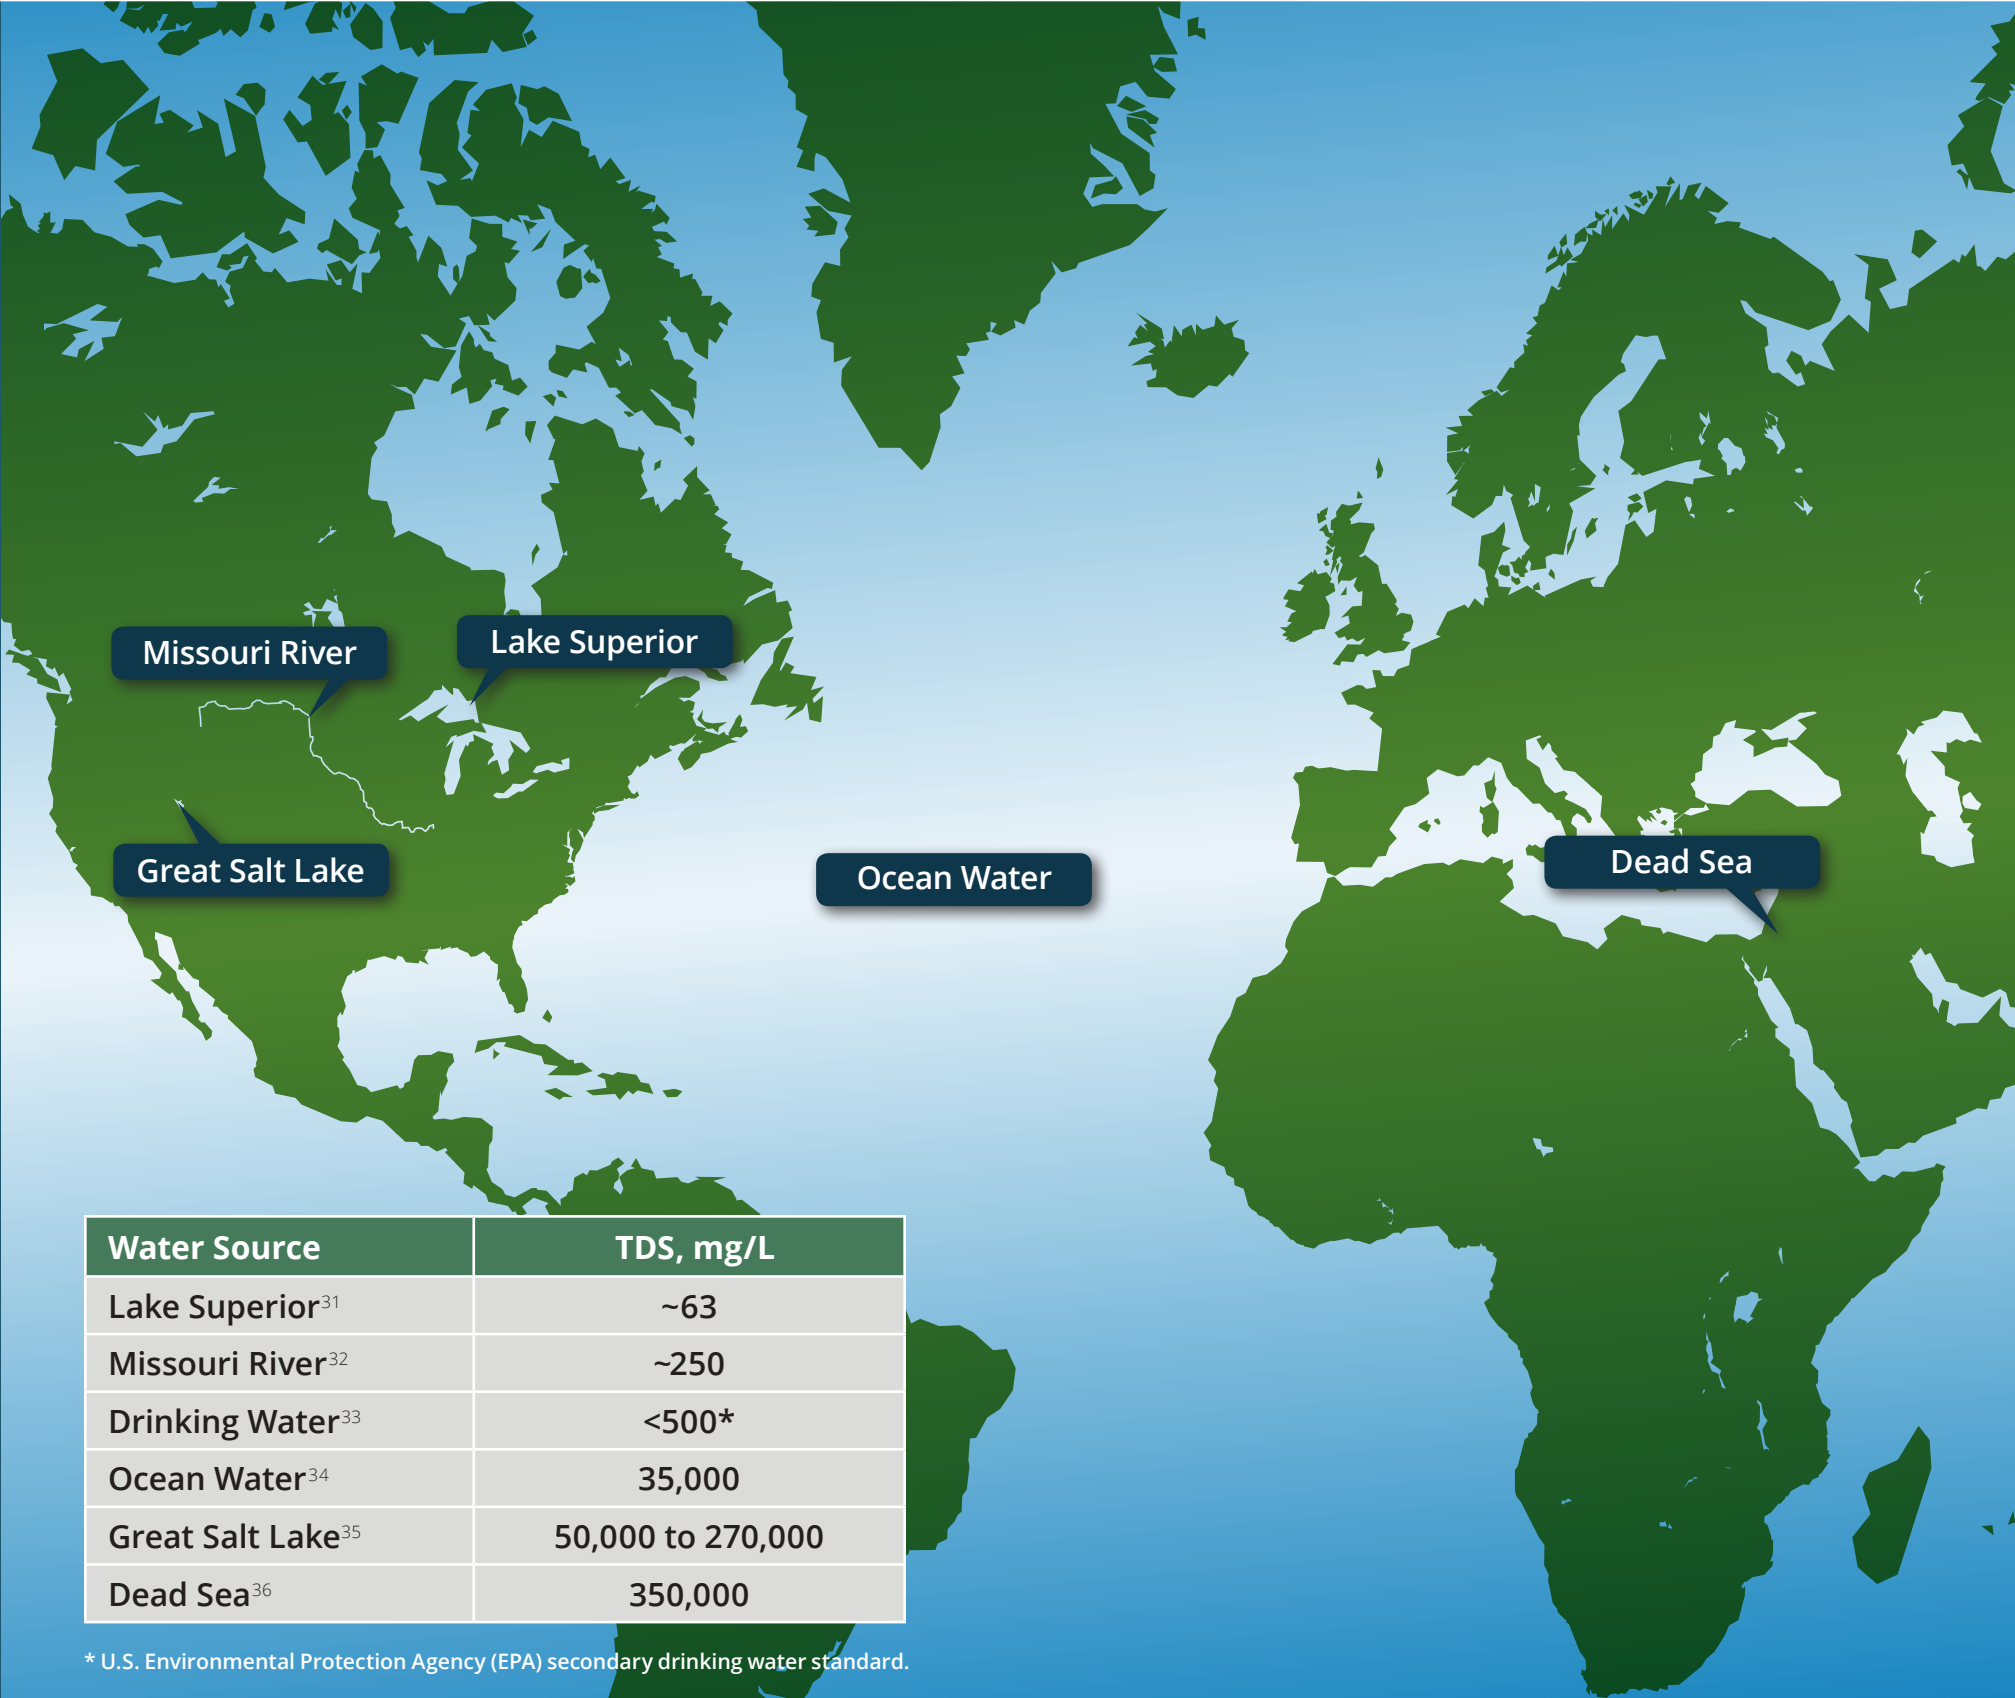 Missouri River
Lake Superior
Great Salt Lake
Ocean Water
Dead Sea
Water Source TDS, mg/L
Lake Superior31 ~63
Missouri River32 ~250
Drinking Water33 <500*
Ocean Water34 35,000
Great Salt Lake35 50,000 to 270,000
Dead Sea36 350,000
* U.S. Environmental Protection Agency (EPA) secondary drinking water standard.